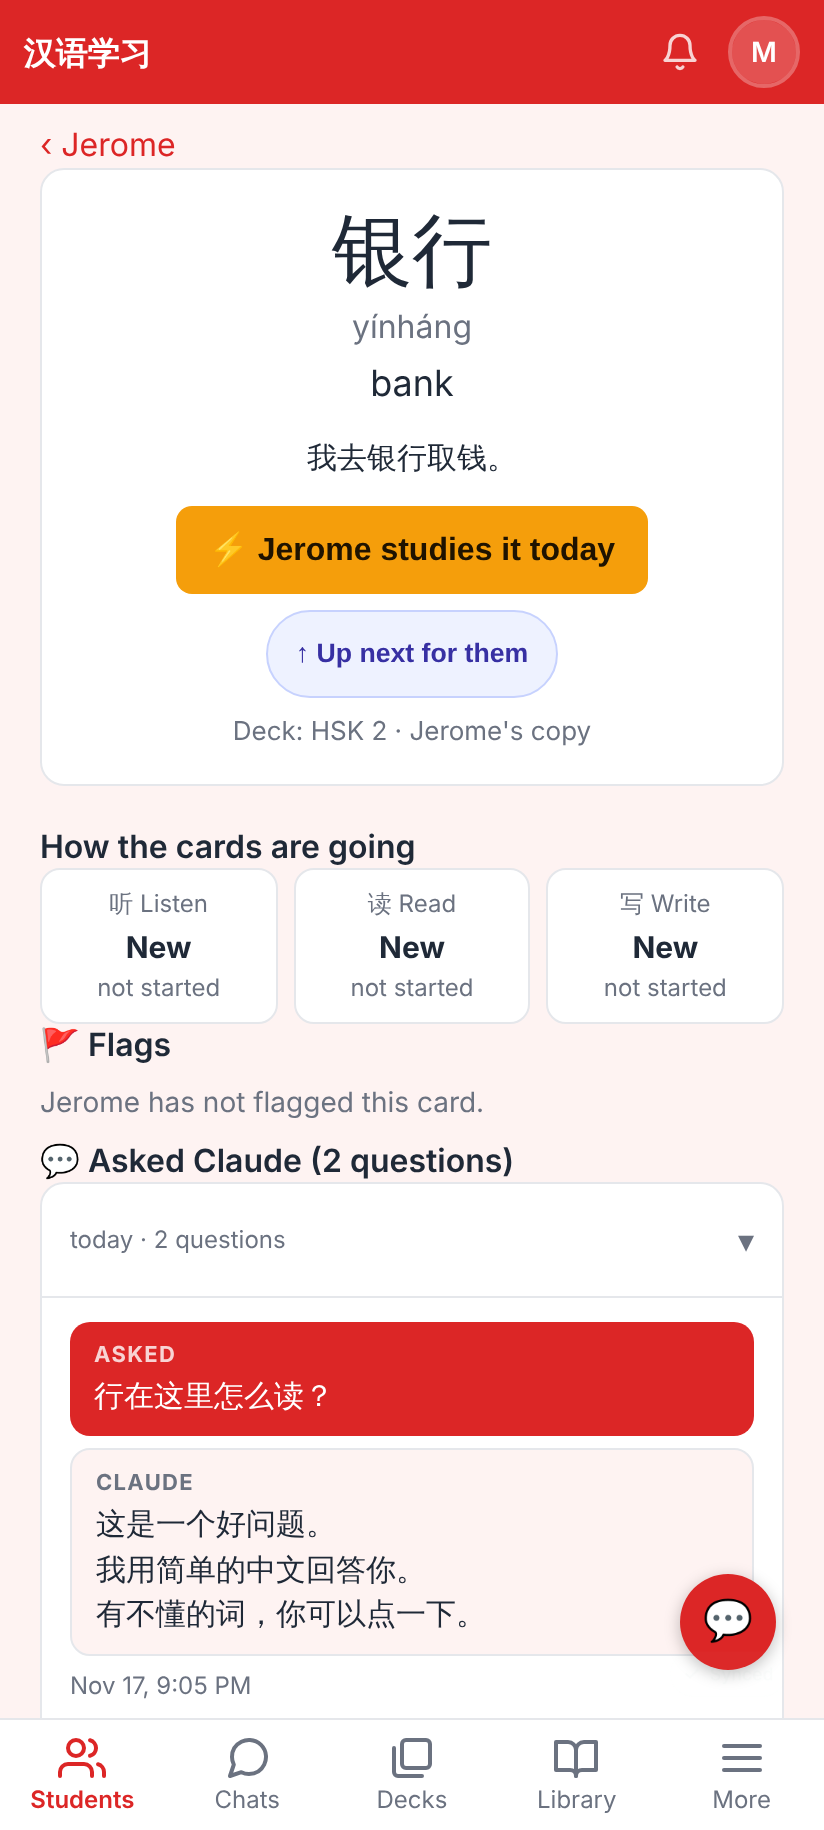 汉语学习
M
‹ Jerome
银行
yínháng
bank
我去银行取钱。
⚡ Jerome studies it today
↑ Up next for them
Deck: HSK 2 · Jerome's copy
How the cards are going
听 Listen
New
not started
读 Read
New
not started
写 Write
New
not started
🚩 Flags
Jerome has not flagged this card.
💬 Asked Claude (2 questions)
today · 2 questions ▼
ASKED
行在这里怎么读？
CLAUDE
这是一个好问题。
我用简单的中文回答你。
有不懂的词，你可以点一下。
Nov 17, 9:05 PM
Students
Chats
Decks
Library
More